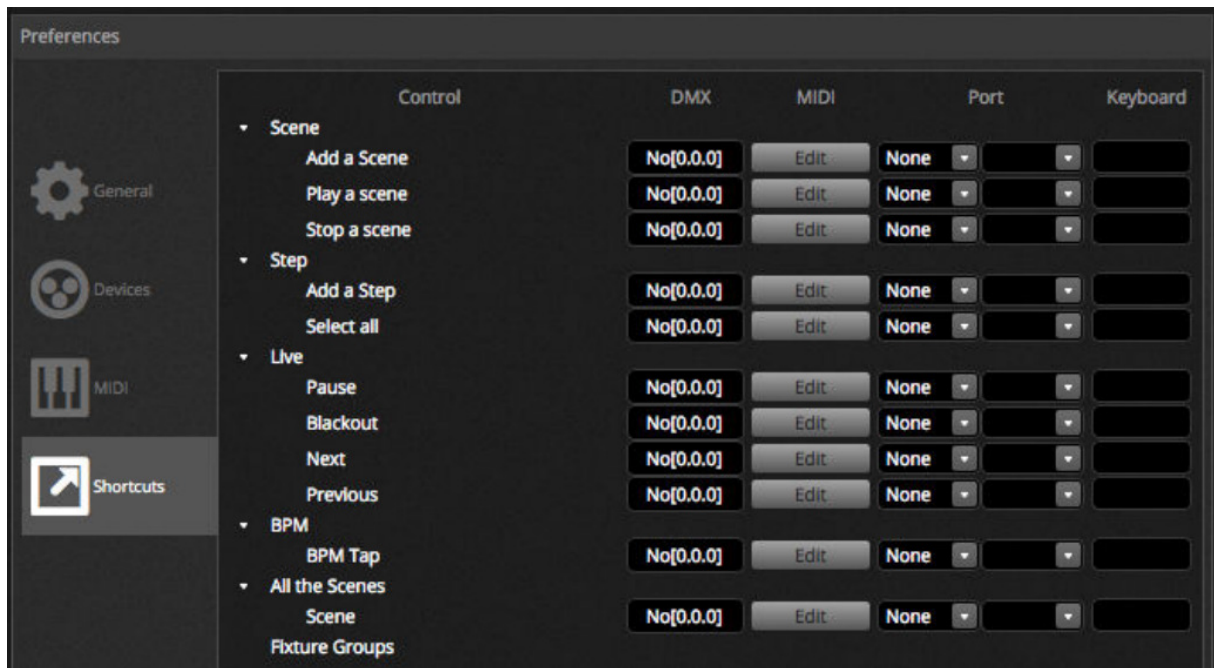 Preferences
Control DMX MIDI Port Keyboard
Scene
Add a Scene No[0.0.0] Edit None
General
Play a scene No[0.0.0] Edit None
Stop a scene No[0.0.0] Edit None
Step
Devices
Add a Step No[0.0.0] Edit None
Select all No[0.0.0] Edit None
Live
MIDI
Pause No[0.0.0] Edit None
Blackout No[0.0.0] Edit None
Next No[0.0.0] Edit None
Shortcuts
Previous No[0.0.0] Edit None
BPM
BPM Tap No[0.0.0] Edit None
All the Scenes
Scene No[0.0.0] Edit None
Fixture Groups